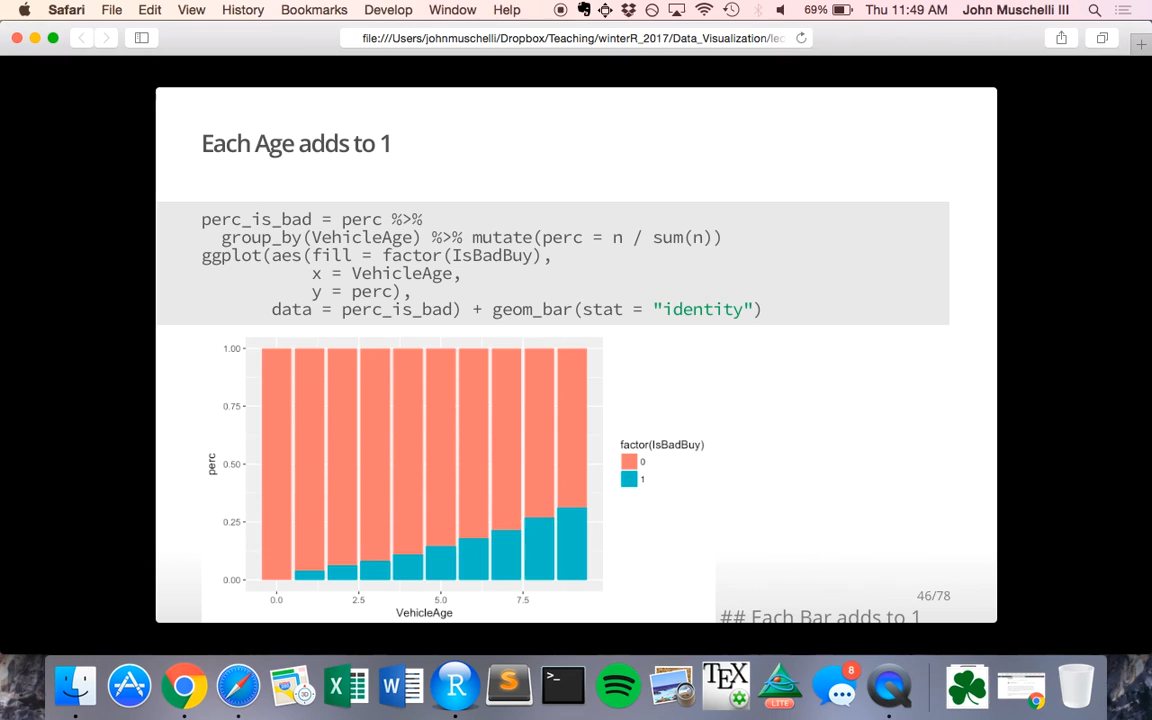 Safari File Edit View History Bookmarks Develop Window Help 69% Thu 11:49 AM John Muschelli III
file:///Users/johnmuschelli/Dropbox/Teaching/winterR_2017/Data_Visualization/lec
Each Age adds to 1
perc_is_bad = perc %>%
group_by(VehicleAge) %>% mutate(perc = n / sum(n))
ggplot(aes(fill = factor(IsBadBuy),
x = VehicleAge,
y = perc),
data = perc_is_bad) + geom_bar(stat = "identity")
1.00
0.75
0.50
0.25
0.00
perc
0.0 2.5 5.0 7.5
VehicleAge
factor(IsBadBuy)
0
1
46/78
## Each Bar adds to 1
X W R S >_ TEX LITE 8